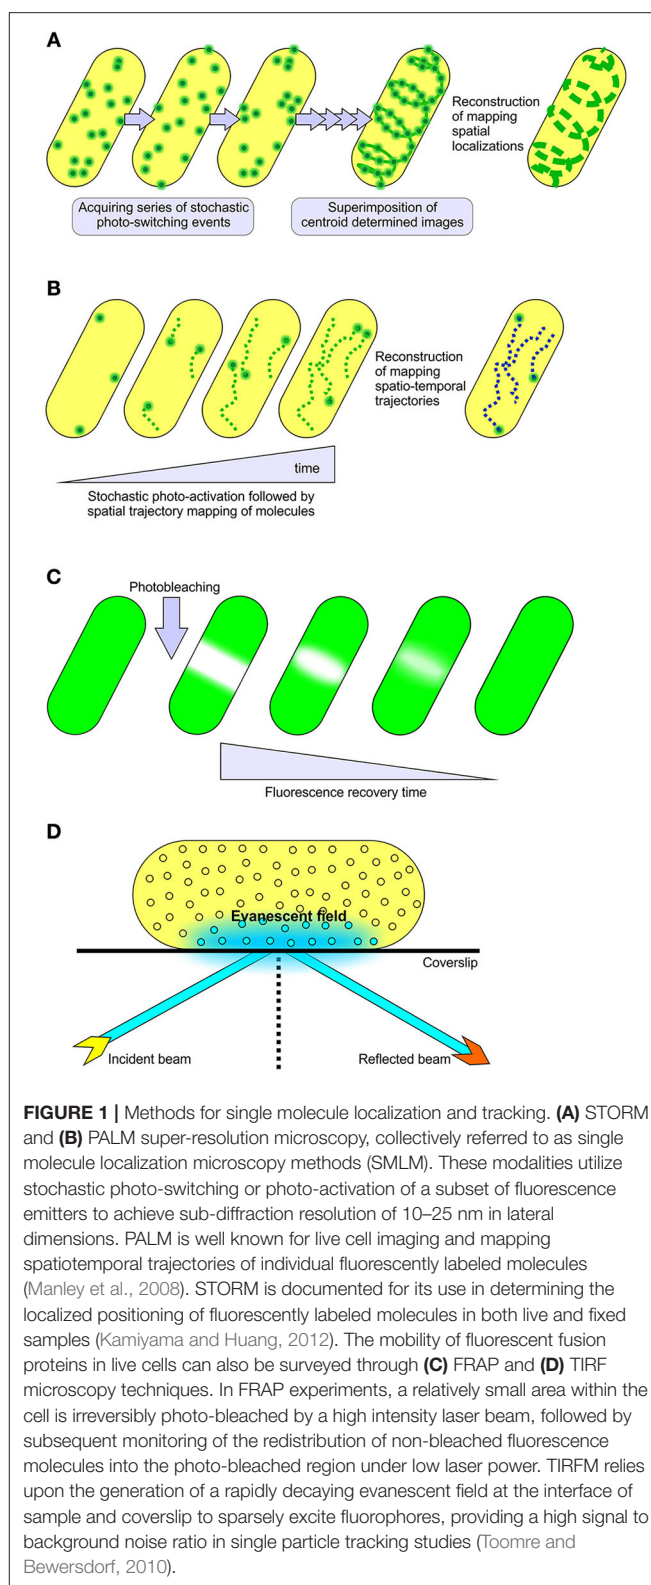 A
Reconstruction
of mapping
spatial
localizations
Acquiring series of stochastic
photo-switching events
Superimposition of
centroid determined images
B
Reconstruction
of mapping
spatio-temporal
trajectories
time
Stochastic photo-activation followed by
spatial trajectory mapping of molecules
C
Photobleaching
Fluorescence recovery time
D
Evanescent field
Coverslip
Incident beam
Reflected beam
FIGURE 1 | Methods for single molecule localization and tracking. (A) STORM
and (B) PALM super-resolution microscopy, collectively referred to as single
molecule localization microscopy methods (SMLM). These modalities utilize
stochastic photo-switching or photo-activation of a subset of fluorescence
emitters to achieve sub-diffraction resolution of 10–25 nm in lateral
dimensions. PALM is well known for live cell imaging and mapping
spatiotemporal trajectories of individual fluorescently labeled molecules
(Manley et al., 2008). STORM is documented for its use in determining the
localized positioning of fluorescently labeled molecules in both live and fixed
samples (Kamiyama and Huang, 2012). The mobility of fluorescent fusion
proteins in live cells can also be surveyed through (C) FRAP and (D) TIRF
microscopy techniques. In FRAP experiments, a relatively small area within the
cell is irreversibly photo-bleached by a high intensity laser beam, followed by
subsequent monitoring of the redistribution of non-bleached fluorescence
molecules into the photo-bleached region under low laser power. TIRFM relies
upon the generation of a rapidly decaying evanescent field at the interface of
sample and coverslip to sparsely excite fluorophores, providing a high signal to
background noise ratio in single particle tracking studies (Toomre and
Bewersdorf, 2010).